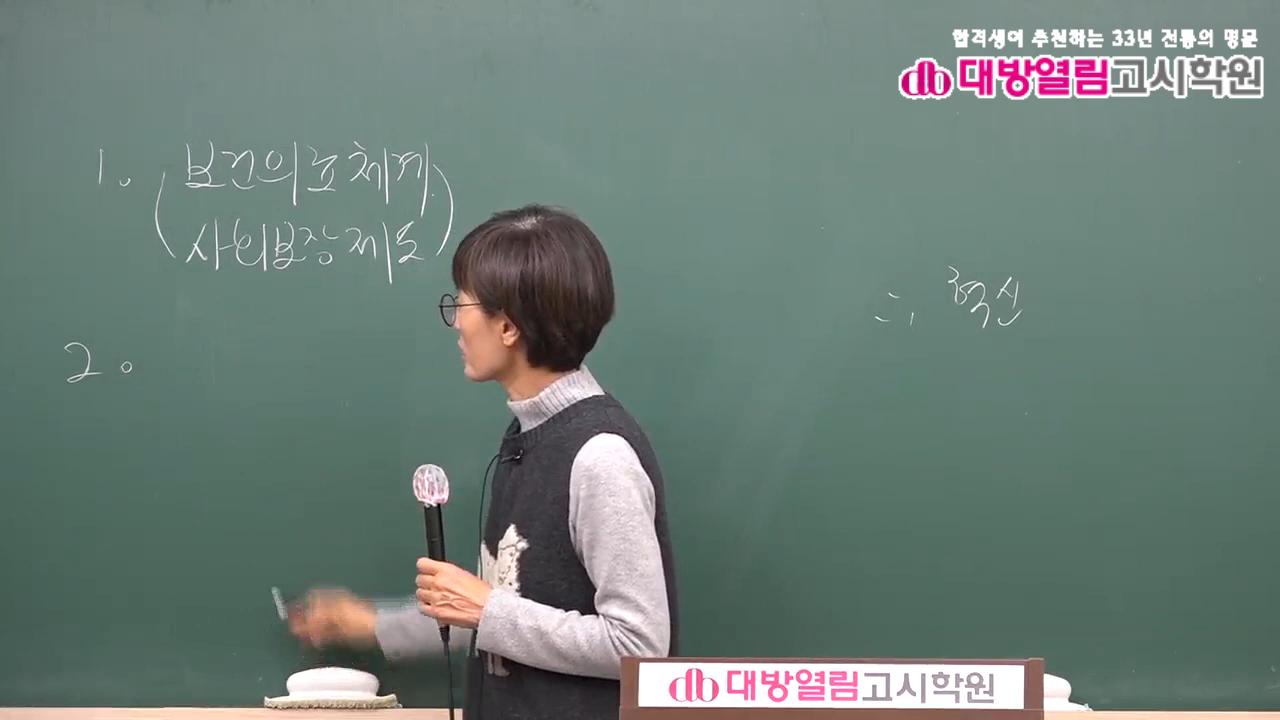 합격생이 추천하는 33년 전통의 명문
대방열림고시학원
1. 보건의료체계
(사회보장제도)
2.
혁신
대방열림고시학원